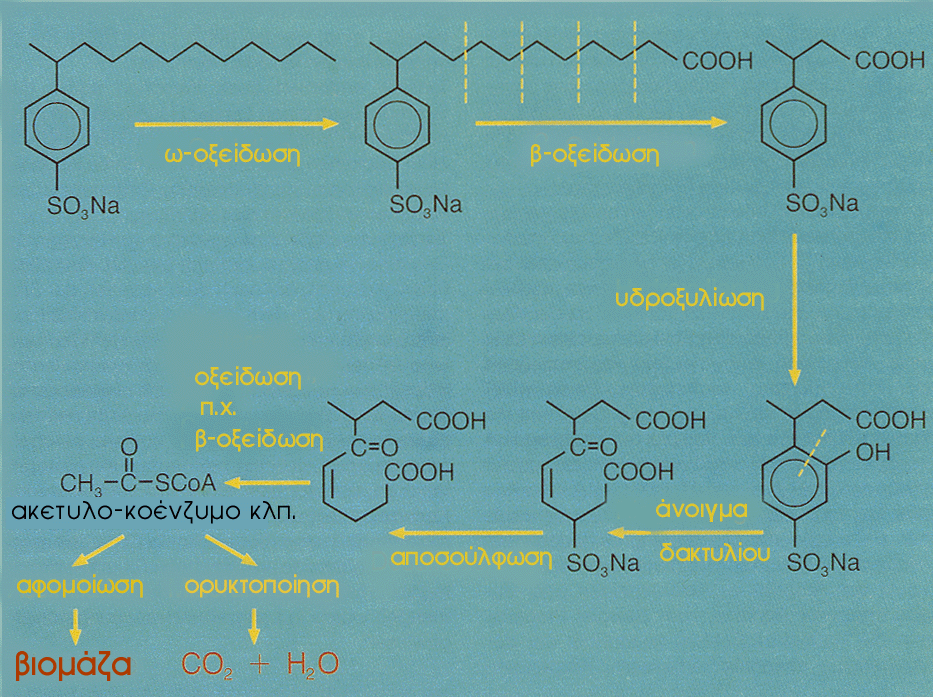 COOH
COOH
ω-οξείδωση
β-οξείδωση
SO₃Na
SO₃Na
SO₃Na
υδροξυλίωση
οξείδωση
π.χ.
β-οξείδωση
COOH
COOH
COOH
C=O
C=O
OH
O
COOH
COOH
CH₃-C-SCoA
ακετυλο-κοένζυμο κλπ.
άνοιγμα
δακτυλίου
αποσούλφωση
SO₃Na
SO₃Na
αφομοίωση
ορυκτοποίηση
βιομάζα
CO₂ + H₂O